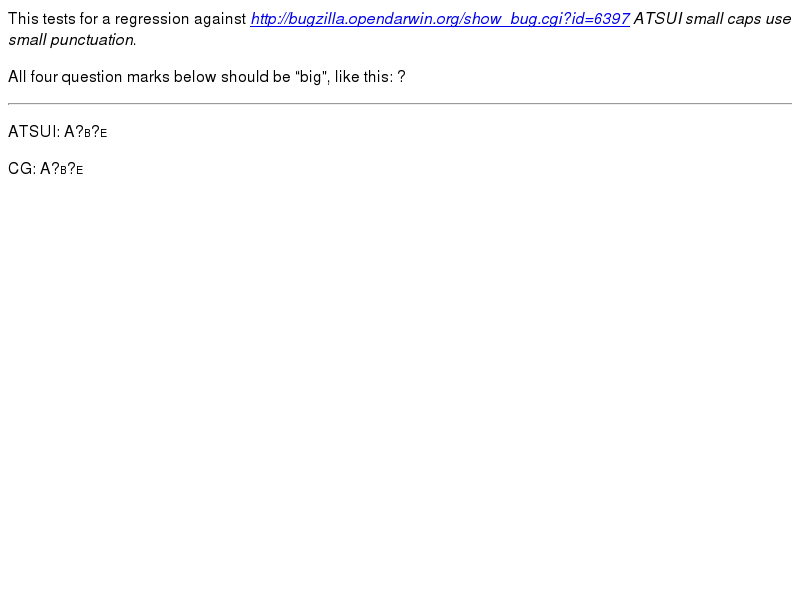 This tests for a regression against http://bugzilla.opendarwin.org/show_bug.cgi?id=6397 ATSUI small caps use
small punctuation.
All four question marks below should be "big", like this: ?
ATSUI: A?B?E
CG: A?B?E